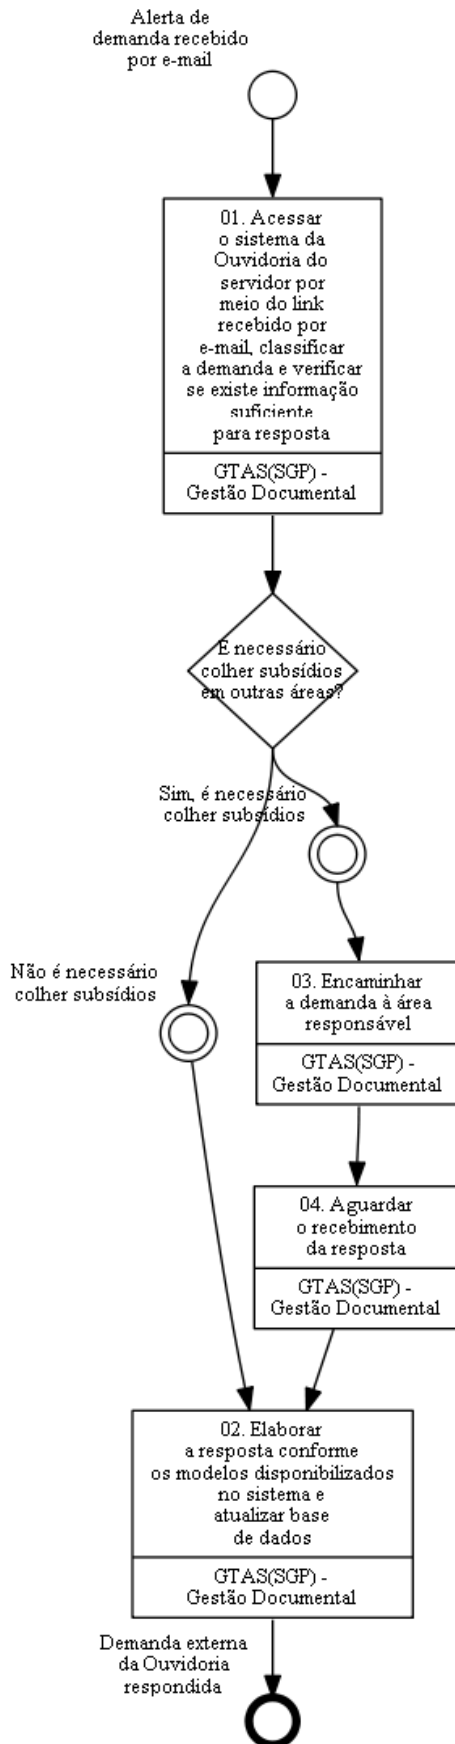 Alerta de
demanda recebido
por e-mail
01. Acessar
o sistema da
Ouvidoria do
servidor por
meio do link
recebido por
e-mail, classificar
a demanda e verificar
se existe informação
suficiente
para resposta
GTAS(SGP) -
Gestão Documental
É necessário
colher subsídios
em outras áreas?
Sim, é necessário
colher subsídios
Não é necessário
colher subsídios
03. Encaminhar
a demanda à área
responsável
GTAS(SGP) -
Gestão Documental
04. Aguardar
o recebimento
da resposta
GTAS(SGP) -
Gestão Documental
02. Elaborar
a resposta conforme
os modelos disponibilizados
no sistema e
atualizar base
de dados
GTAS(SGP) -
Gestão Documental
Demanda externa
da Ouvidoria
respondida